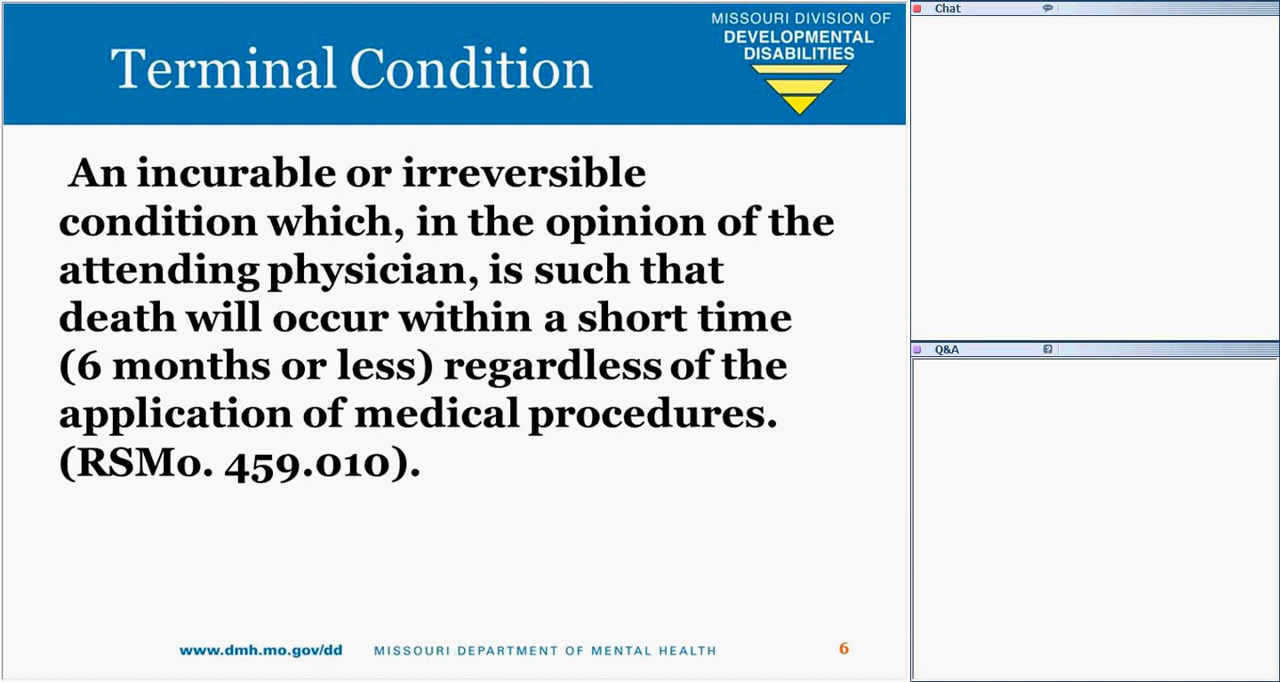 Terminal Condition
MISSOURI DIVISION OF
DEVELOPMENTAL
DISABILITIES
An incurable or irreversible
condition which, in the opinion of the
attending physician, is such that
death will occur within a short time
(6 months or less) regardless of the
application of medical procedures.
(RSMo. 459.010).
www.dmh.mo.gov/dd MISSOURI DEPARTMENT OF MENTAL HEALTH
6
Chat
Q&A